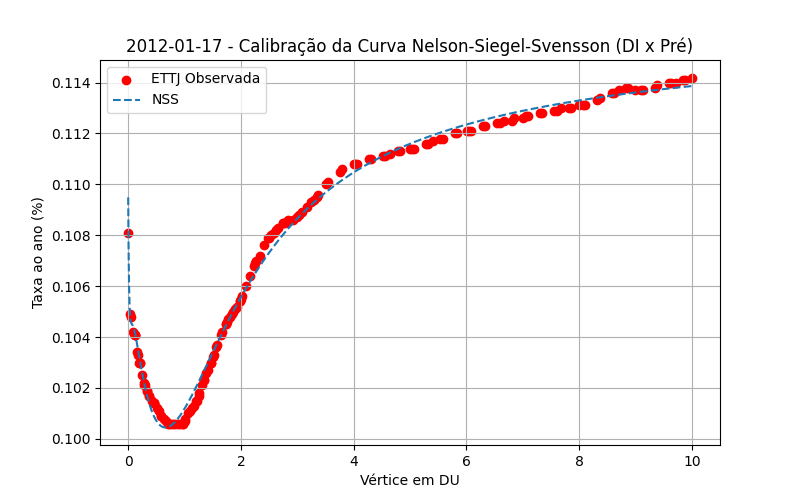 2012-01-17 - Calibração da Curva Nelson-Siegel-Svensson (DI x Pré)
ETTJ Observada
NSS
Taxa ao ano (%)
0.114
0.112
0.110
0.108
0.106
0.104
0.102
0.100
0
2
4
6
8
10
Vértice em DU